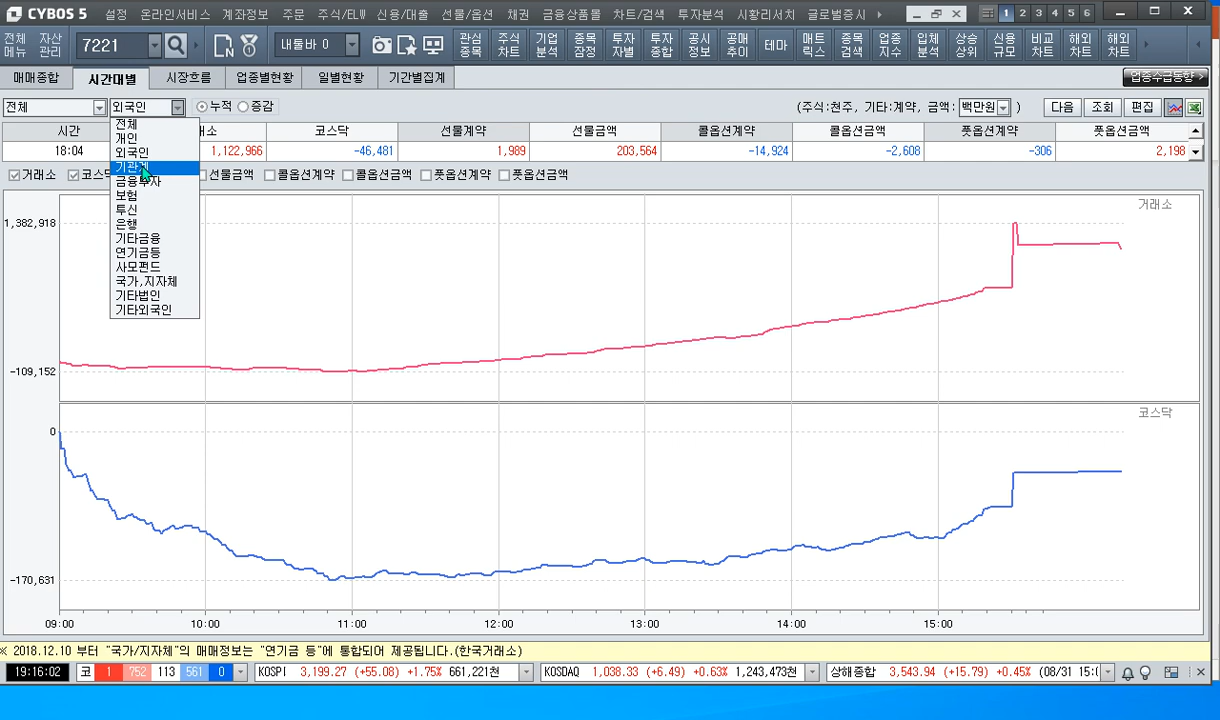 CYBOS 5 설정 온라인서비스 계좌정보 주문 주식/ELW 신용/대출 선물/옵션 채권 금융상품몰 차트/검색 투자분석 시황리서치 글로벌증시 1 2 3 4 5 6
전체 메뉴 자산 관리 7221 내툴바 0 관심 종목 주식 차트 기업 분석 종목 잠정 투자 자별 투자 종합 공시 정보 공매 추이 테마 매트 릭스 종목 검색 업종 지수 업체 분석 상승 상위 신용 규모 비교 차트 해외 차트 해외 차트
매매종합 시간대별 시장흐름 업종별현황 일별현황 기간별집계 업종수급동향 >
전체 외국인 누적 증감 (주식:천주, 기타:계약, 금액: 백만원 ) 다음 조회 편집
시간 래소 코스닥 선물계약 선물금액 콜옵션계약 콜옵션금액 풋옵션계약 풋옵션금액
18:04 1,122,966 -46,481 1,989 203,564 -14,924 -2,608 -306 2,198
거래소 코스닥 선물금액 콜옵션계약 콜옵션금액 풋옵션계약 풋옵션금액
전체
개인
외국인
기관계
금융투자
보험
투신
은행
기타금융
연기금등
사모펀드
국가,지자체
기타법인
기타외국인
거래소
1,382,918
-109,152
코스닥
0
-170,631
09:00 10:00 11:00 12:00 13:00 14:00 15:00
※ 2018.12.10 부터 "국가/지자체"의 매매정보는 "연기금 등"에 통합되어 제공됩니다.(한국거래소)
19:16:02 코 1 752 113 561 0 KOSPI 3,199.27 (+55.08) +1.75% 661,221천 KOSDAQ 1,038.33 (+6.49) +0.63% 1,243,473천 상해종합 3,543.94 (+15.79) +0.45% (08/31 15:(